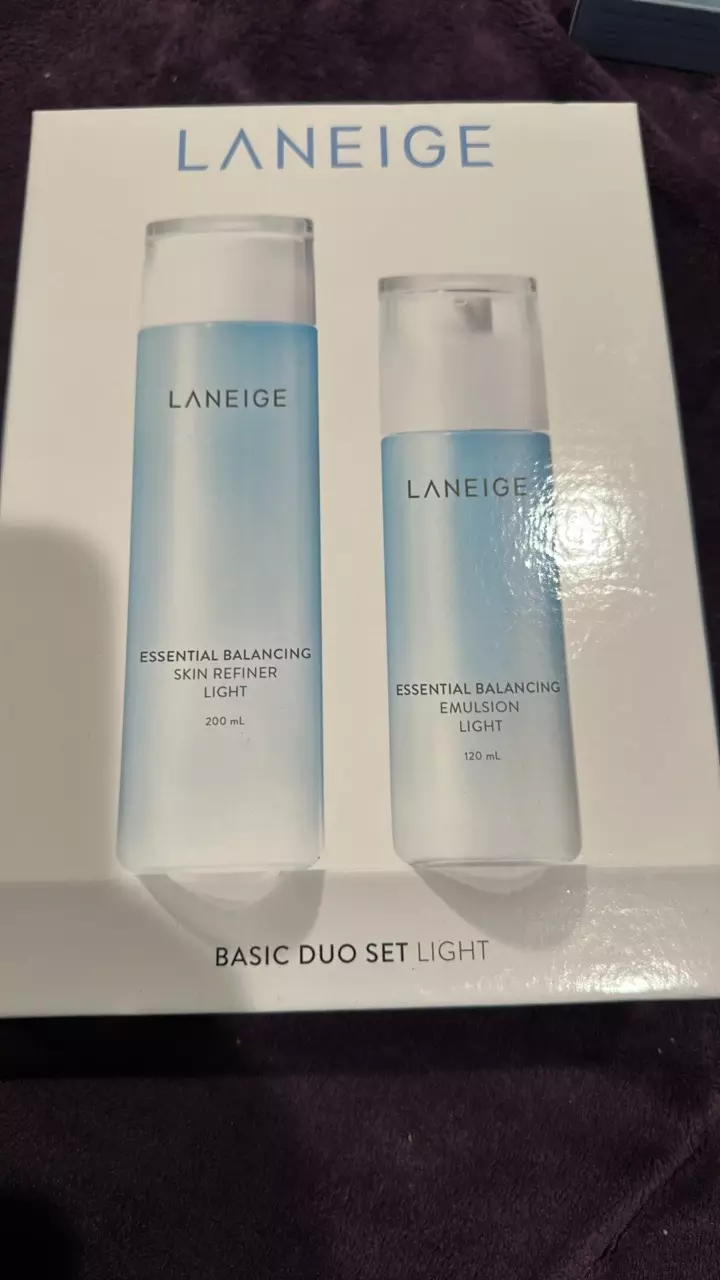 LANEIGE
LANEIGE
ESSENTIAL BALANCING
SKIN REFINER
LIGHT
200 mL
LANEIGE
ESSENTIAL BALANCING
EMULSION
LIGHT
120 mL
BASIC DUO SET LIGHT